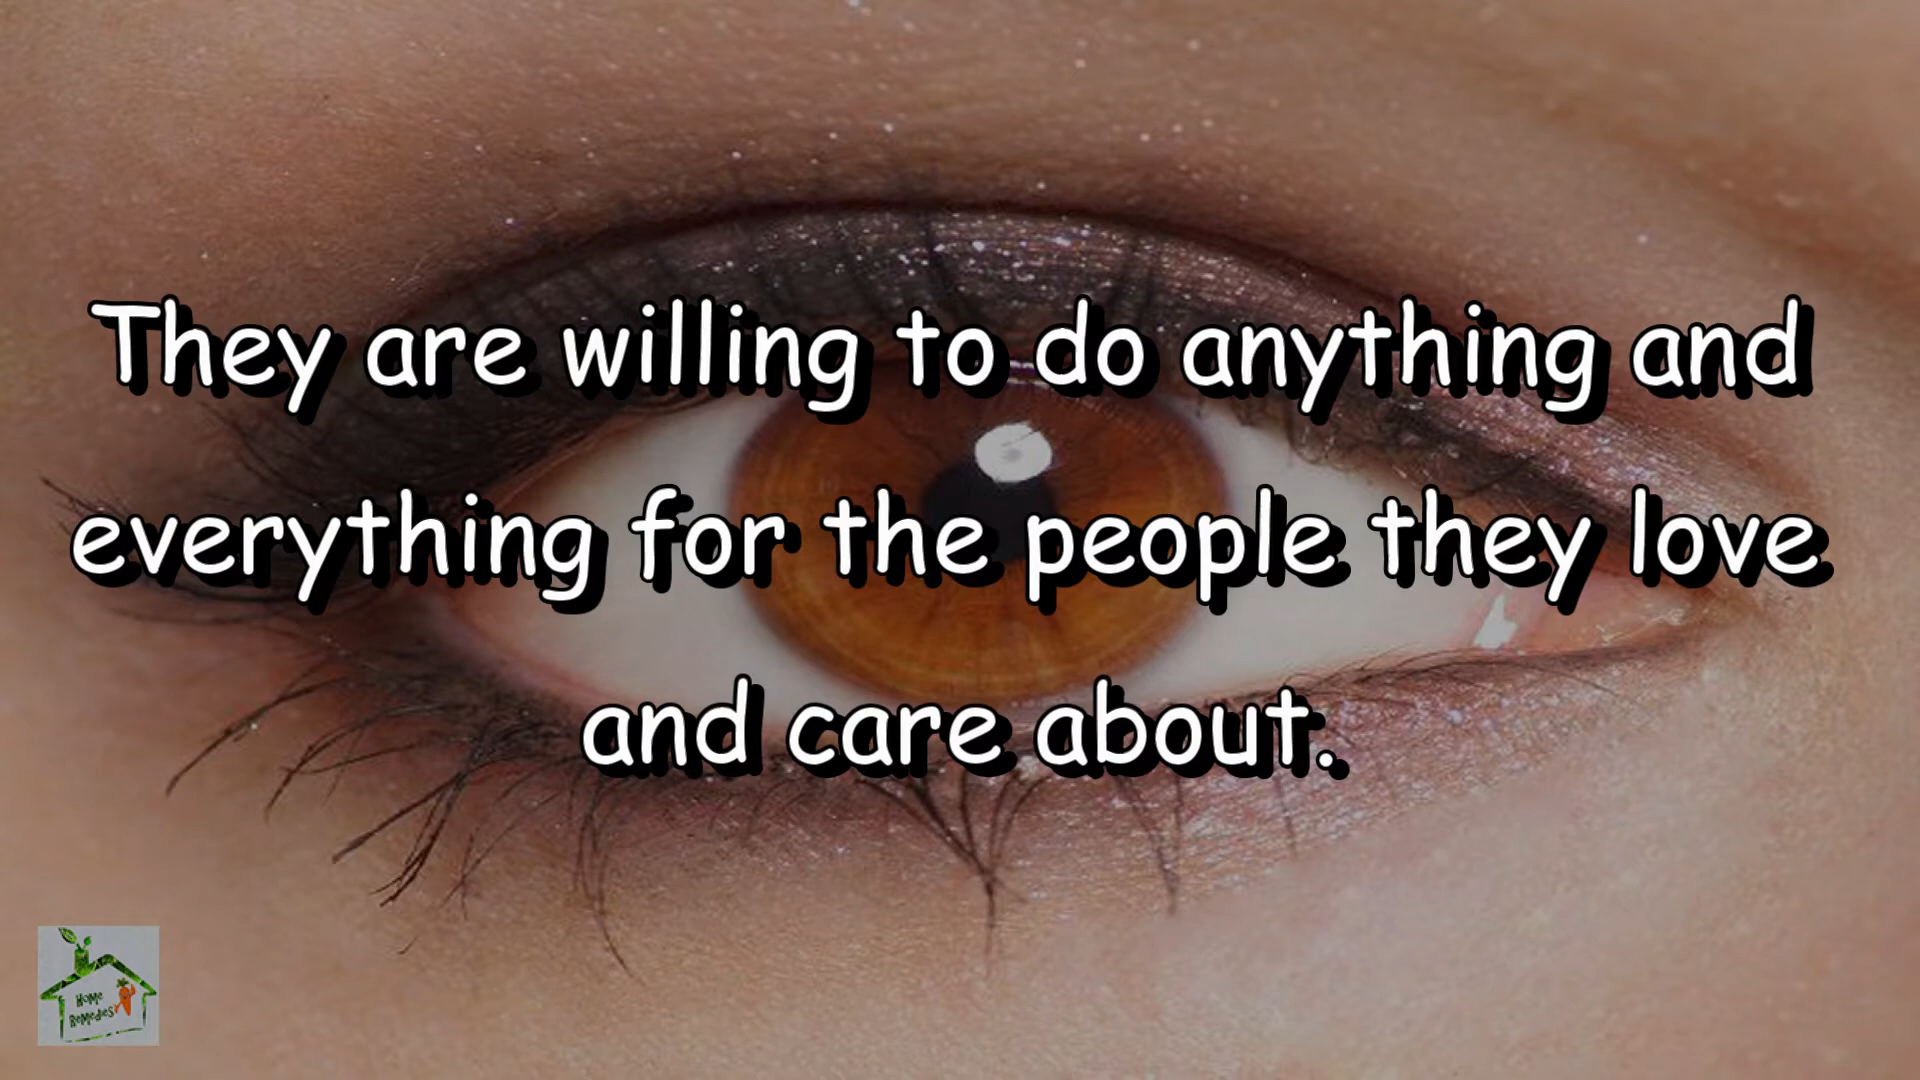 They are willing to do anything and
everything for the people they love
and care about.
Home
Remedies